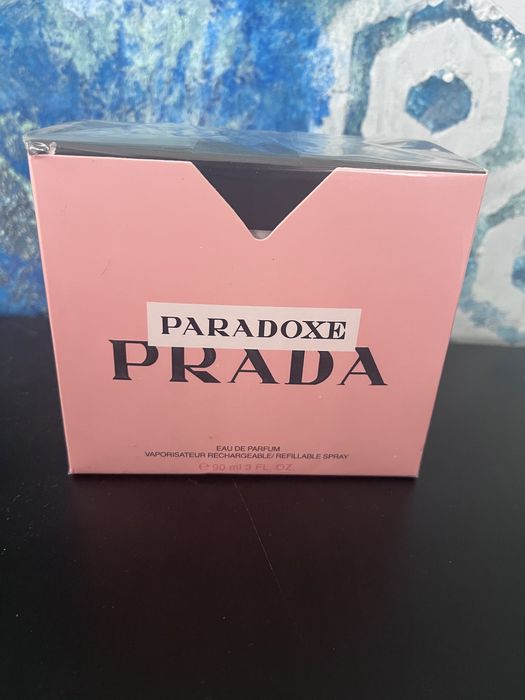 PARADOXE
PRADA
EAU DE PARFUM
VAPORISATEUR RECHARGEABLE/ REFILLABLE SPRAY
℮ 90 ml 3 FL. OZ.